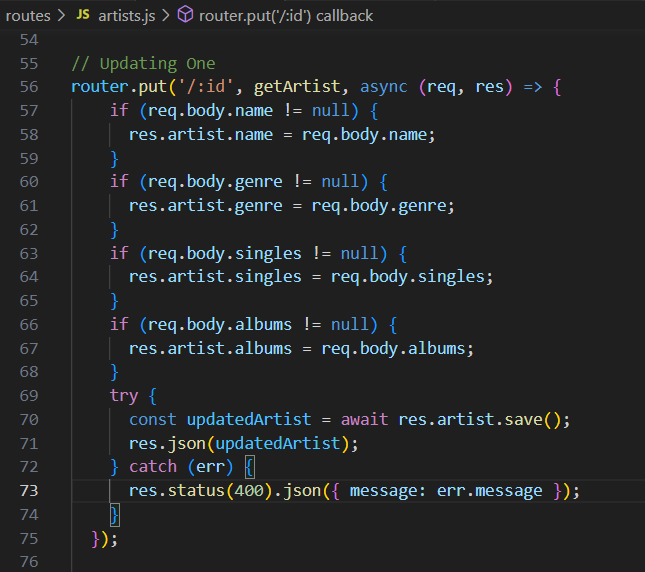 routes > JS artists.js > router.put('/:id') callback
54
55 // Updating One
56 router.put('/:id', getArtist, async (req, res) => {
57 if (req.body.name != null) {
58 res.artist.name = req.body.name;
59 }
60 if (req.body.genre != null) {
61 res.artist.genre = req.body.genre;
62 }
63 if (req.body.singles != null) {
64 res.artist.singles = req.body.singles;
65 }
66 if (req.body.albums != null) {
67 res.artist.albums = req.body.albums;
68 }
69 try {
70 const updatedArtist = await res.artist.save();
71 res.json(updatedArtist);
72 } catch (err) {
73 res.status(400).json({ message: err.message });
74 }
75 });
76